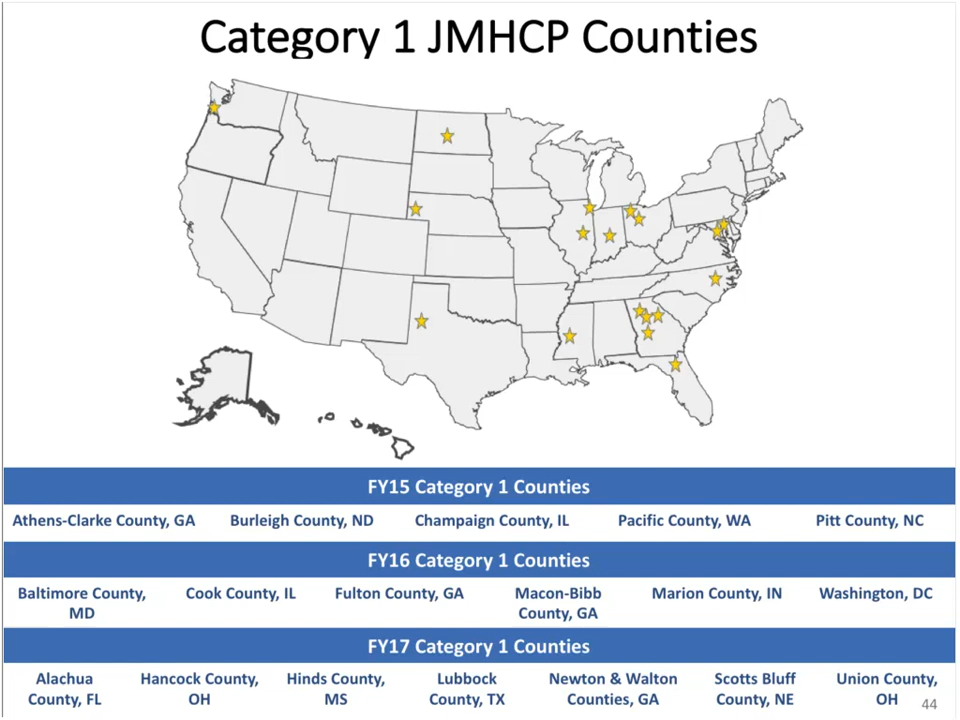 Category 1 JMHCP Counties
FY15 Category 1 Counties
Athens-Clarke County, GA Burleigh County, ND Champaign County, IL Pacific County, WA Pitt County, NC
FY16 Category 1 Counties
Baltimore County, MD Cook County, IL Fulton County, GA Macon-Bibb County, GA Marion County, IN Washington, DC
FY17 Category 1 Counties
Alachua County, FL Hancock County, OH Hinds County, MS Lubbock County, TX Newton & Walton Counties, GA Scotts Bluff County, NE Union County, OH
44